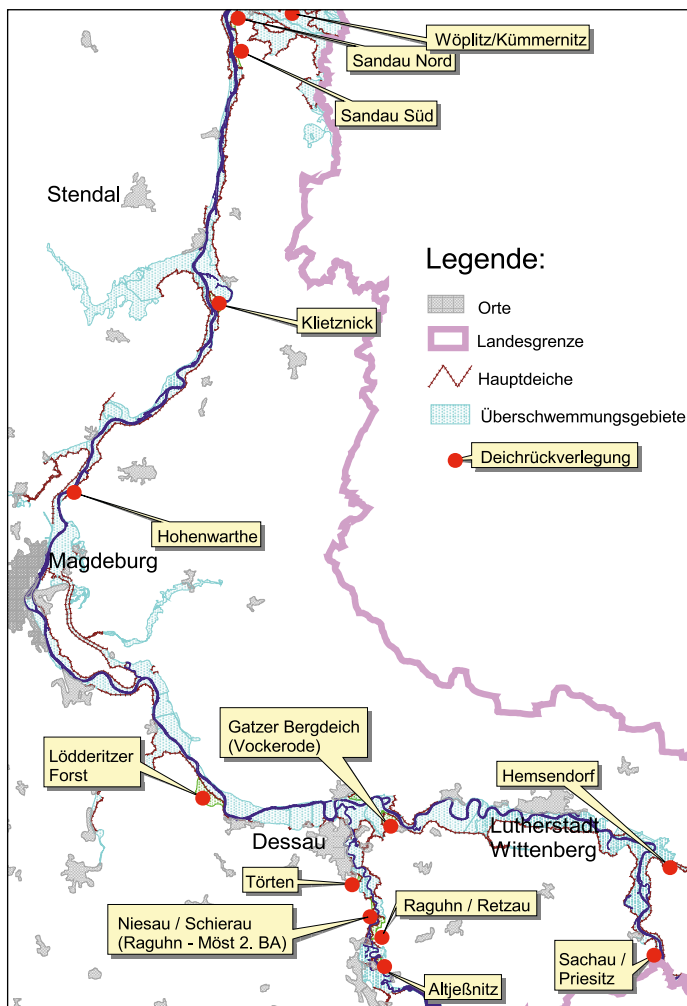 Wöplitz/Kümmernitz
Sandau Nord
Sandau Süd
Stendal
Legende:
Klietznick
Orte
Landesgrenze
Hauptdeiche
Überschwemmungsgebiete
Deichrückverlegung
Hohenwarthe
Magdeburg
Gatzer Bergdeich
(Vockerode)
Lödderitzer
Forst
Hemsendorf
Dessau
Lutherstadt
Wittenberg
Törten
Niesau / Schierau
(Raguhn - Möst 2. BA)
Raguhn / Retzau
Sachau /
Priesitz
Altjeßnitz